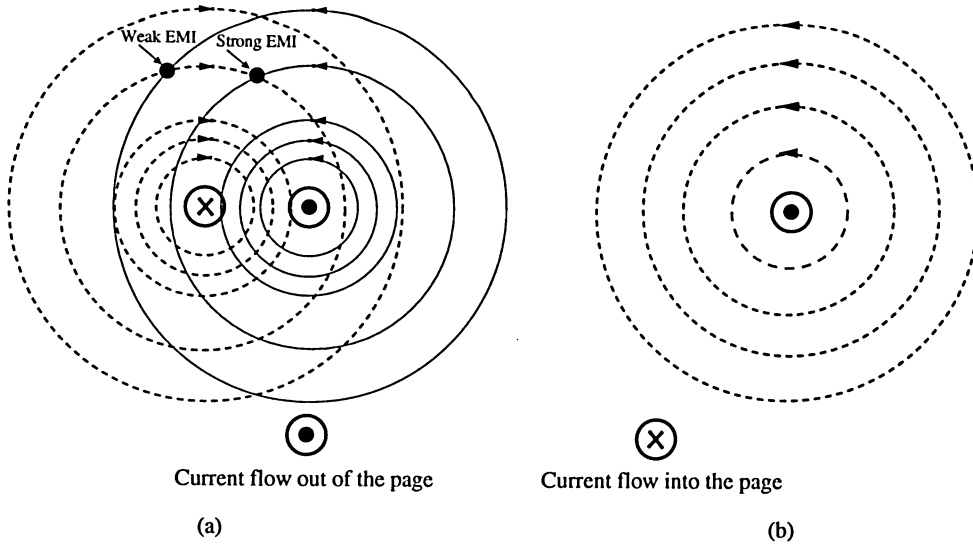 Weak EMI
Strong EMI
Current flow out of the page
Current flow into the page
(a)
(b)